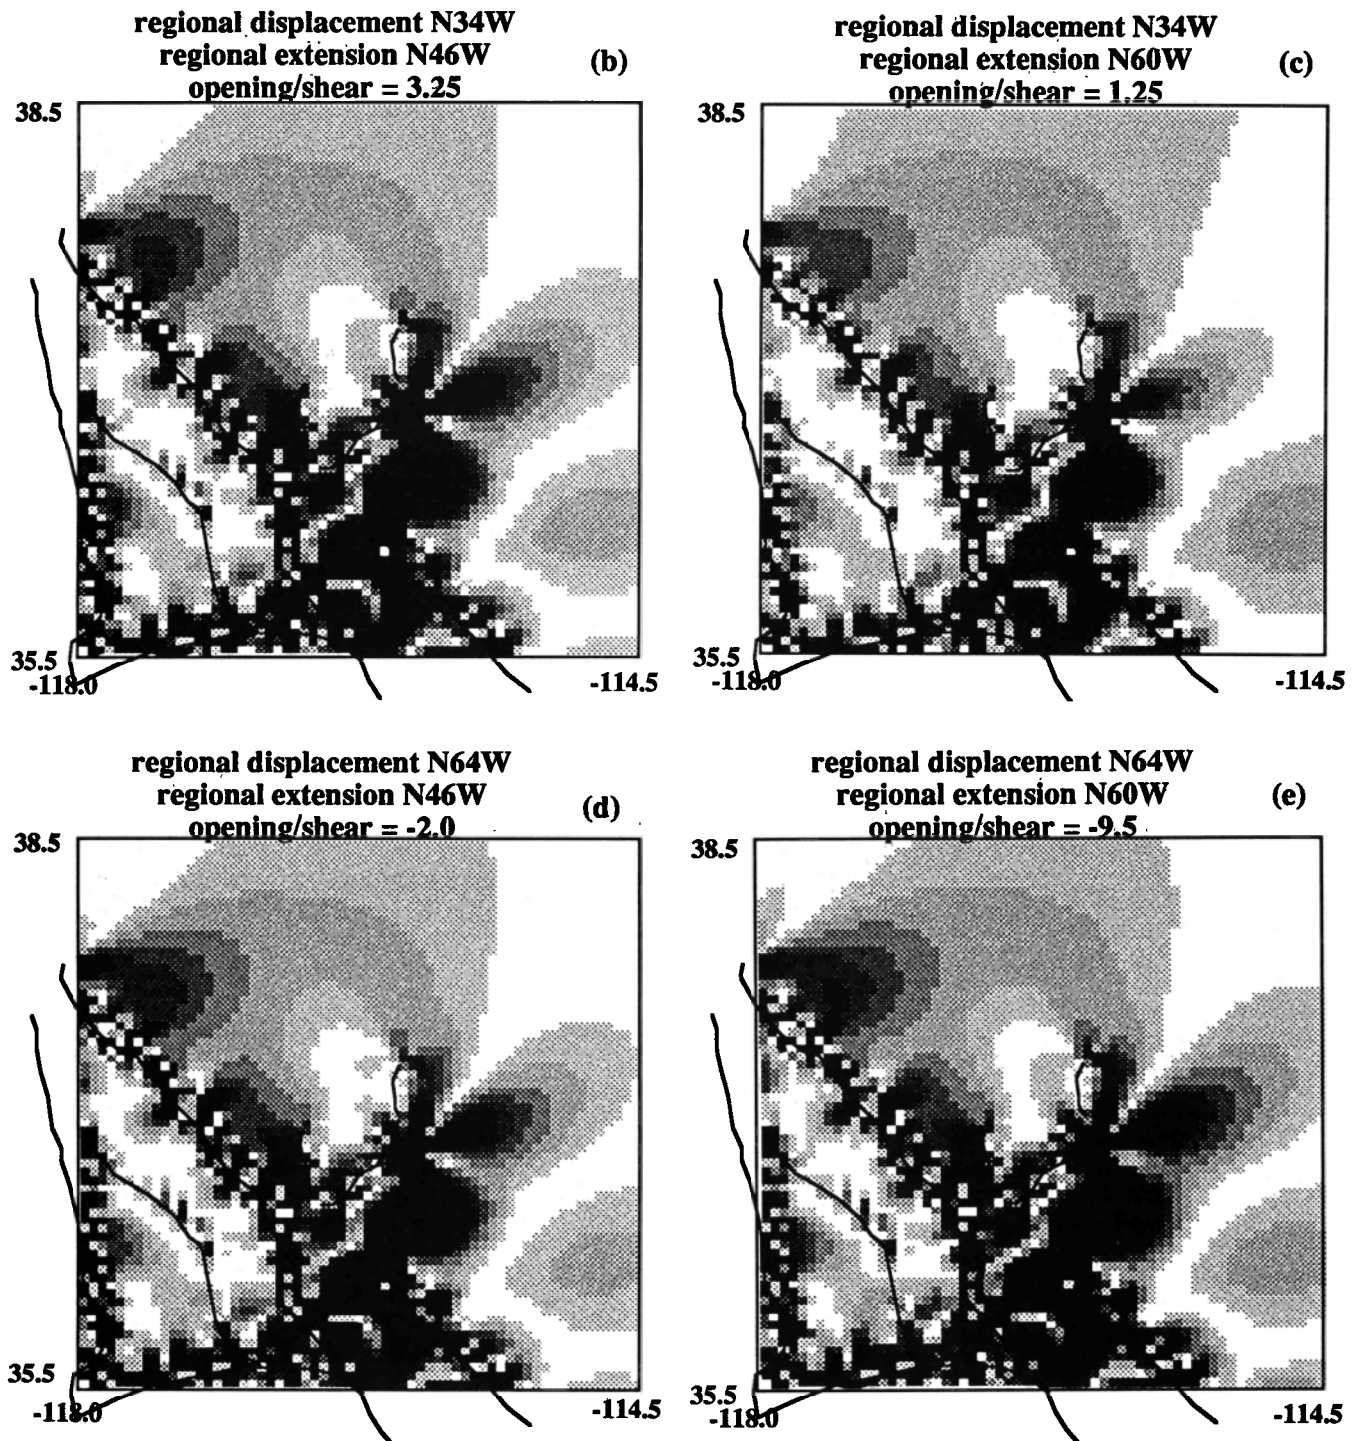 regional displacement N34W
regional extension N46W
opening/shear = 3.25
(b)
38.5
35.5
-118.0
-114.5
regional displacement N34W
regional extension N60W
opening/shear = 1.25
(c)
38.5
35.5
-118.0
-114.5
regional displacement N64W
regional extension N46W
opening/shear = -2.0
(d)
38.5
35.5
-118.0
-114.5
regional displacement N64W
regional extension N60W
opening/shear = -9.5
(e)
38.5
35.5
-118.0
-114.5